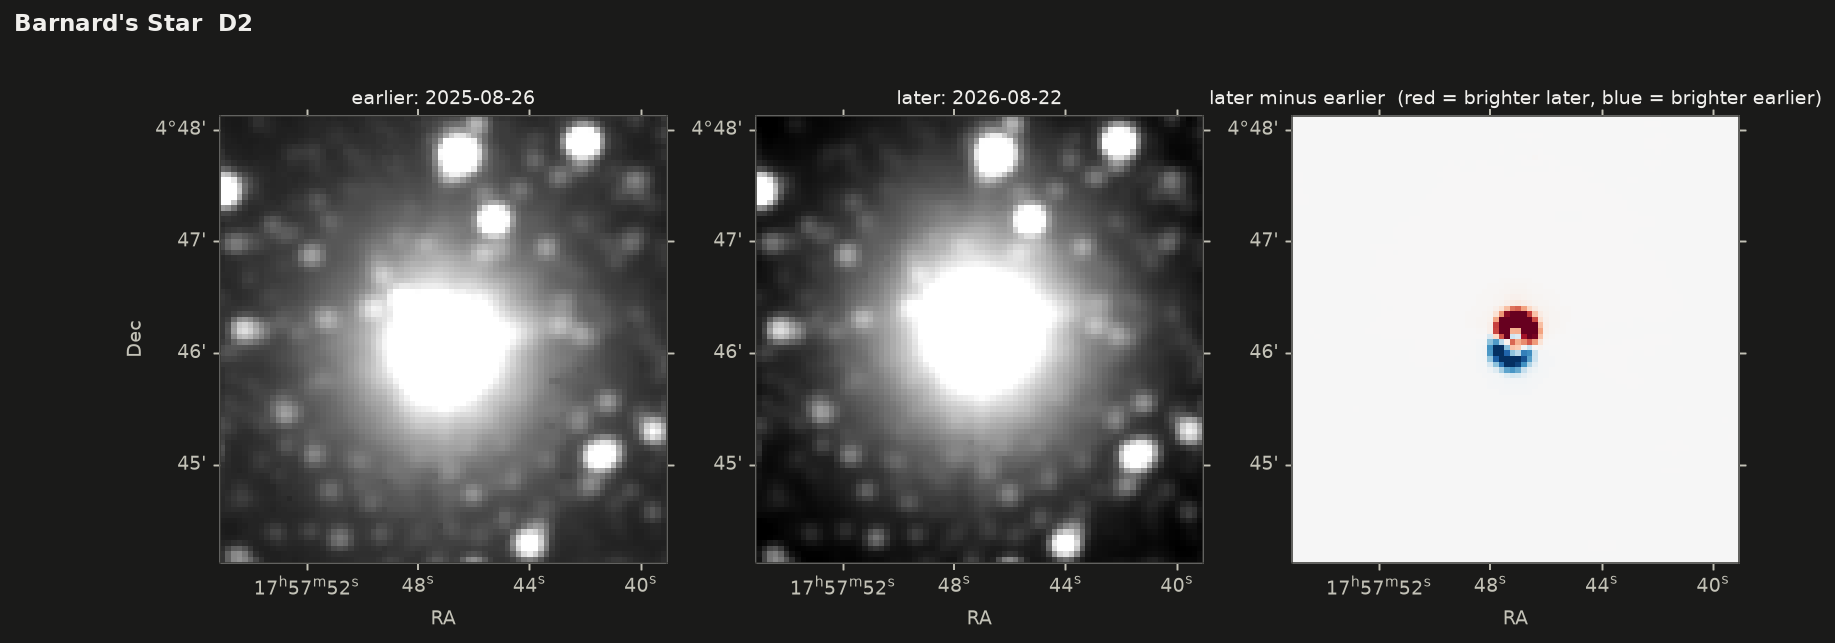 Barnard's Star  D2
earlier: 2025-08-26
later: 2026-08-22
later minus earlier  (red = brighter later, blue = brighter earlier)
Dec
4°48'
47'
46'
45'
17ʰ57ᵐ52ˢ
48ˢ
44ˢ
40ˢ
RA
4°48'
47'
46'
45'
17ʰ57ᵐ52ˢ
48ˢ
44ˢ
40ˢ
RA
4°48'
47'
46'
45'
17ʰ57ᵐ52ˢ
48ˢ
44ˢ
40ˢ
RA